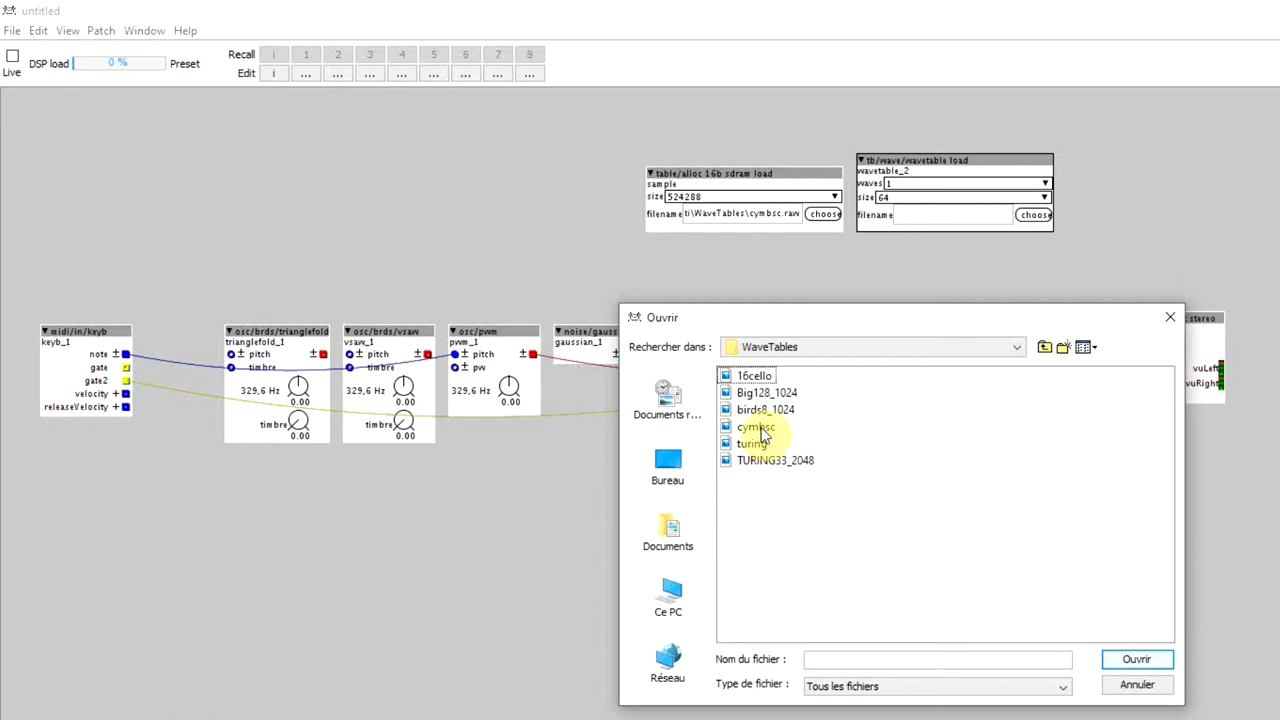 untitled
File Edit View Patch Window Help
Live
DSP load 0 % Preset
Recall i 1 2 3 4 5 6 7 8
Edit i ... ... ... ... ... ... ... ...
table/alloc 16b sdram load
sample
size 524288
filename ti\WaveTables\cymbsc.raw choose
tb/wave/wavetable load
wavetable_2
waves 1
size 64
filename choose
midi/in/keyb
keyb_1
note
gate
gate2
velocity
releaseVelocity
osc/brds/trianglefold
trianglefold_1
pitch
timbre
329,6 Hz 0.00
timbre 0.00
osc/brds/vsaw
vsaw_1
pitch
timbre
329,6 Hz 0.00
timbre 0.00
osc/pwm
pwm_1
pitch
pw
329,6 Hz 0.00
noise/gauss
gaussian_1
stereo
vuLeft
vuRight
Ouvrir
Rechercher dans : WaveTables
Documents r...
Bureau
Documents
Ce PC
Réseau
16cello
Big128_1024
birds8_1024
cymbsc
turing
TURING33_2048
Nom du fichier : Ouvrir
Type de fichier : Tous les fichiers Annuler